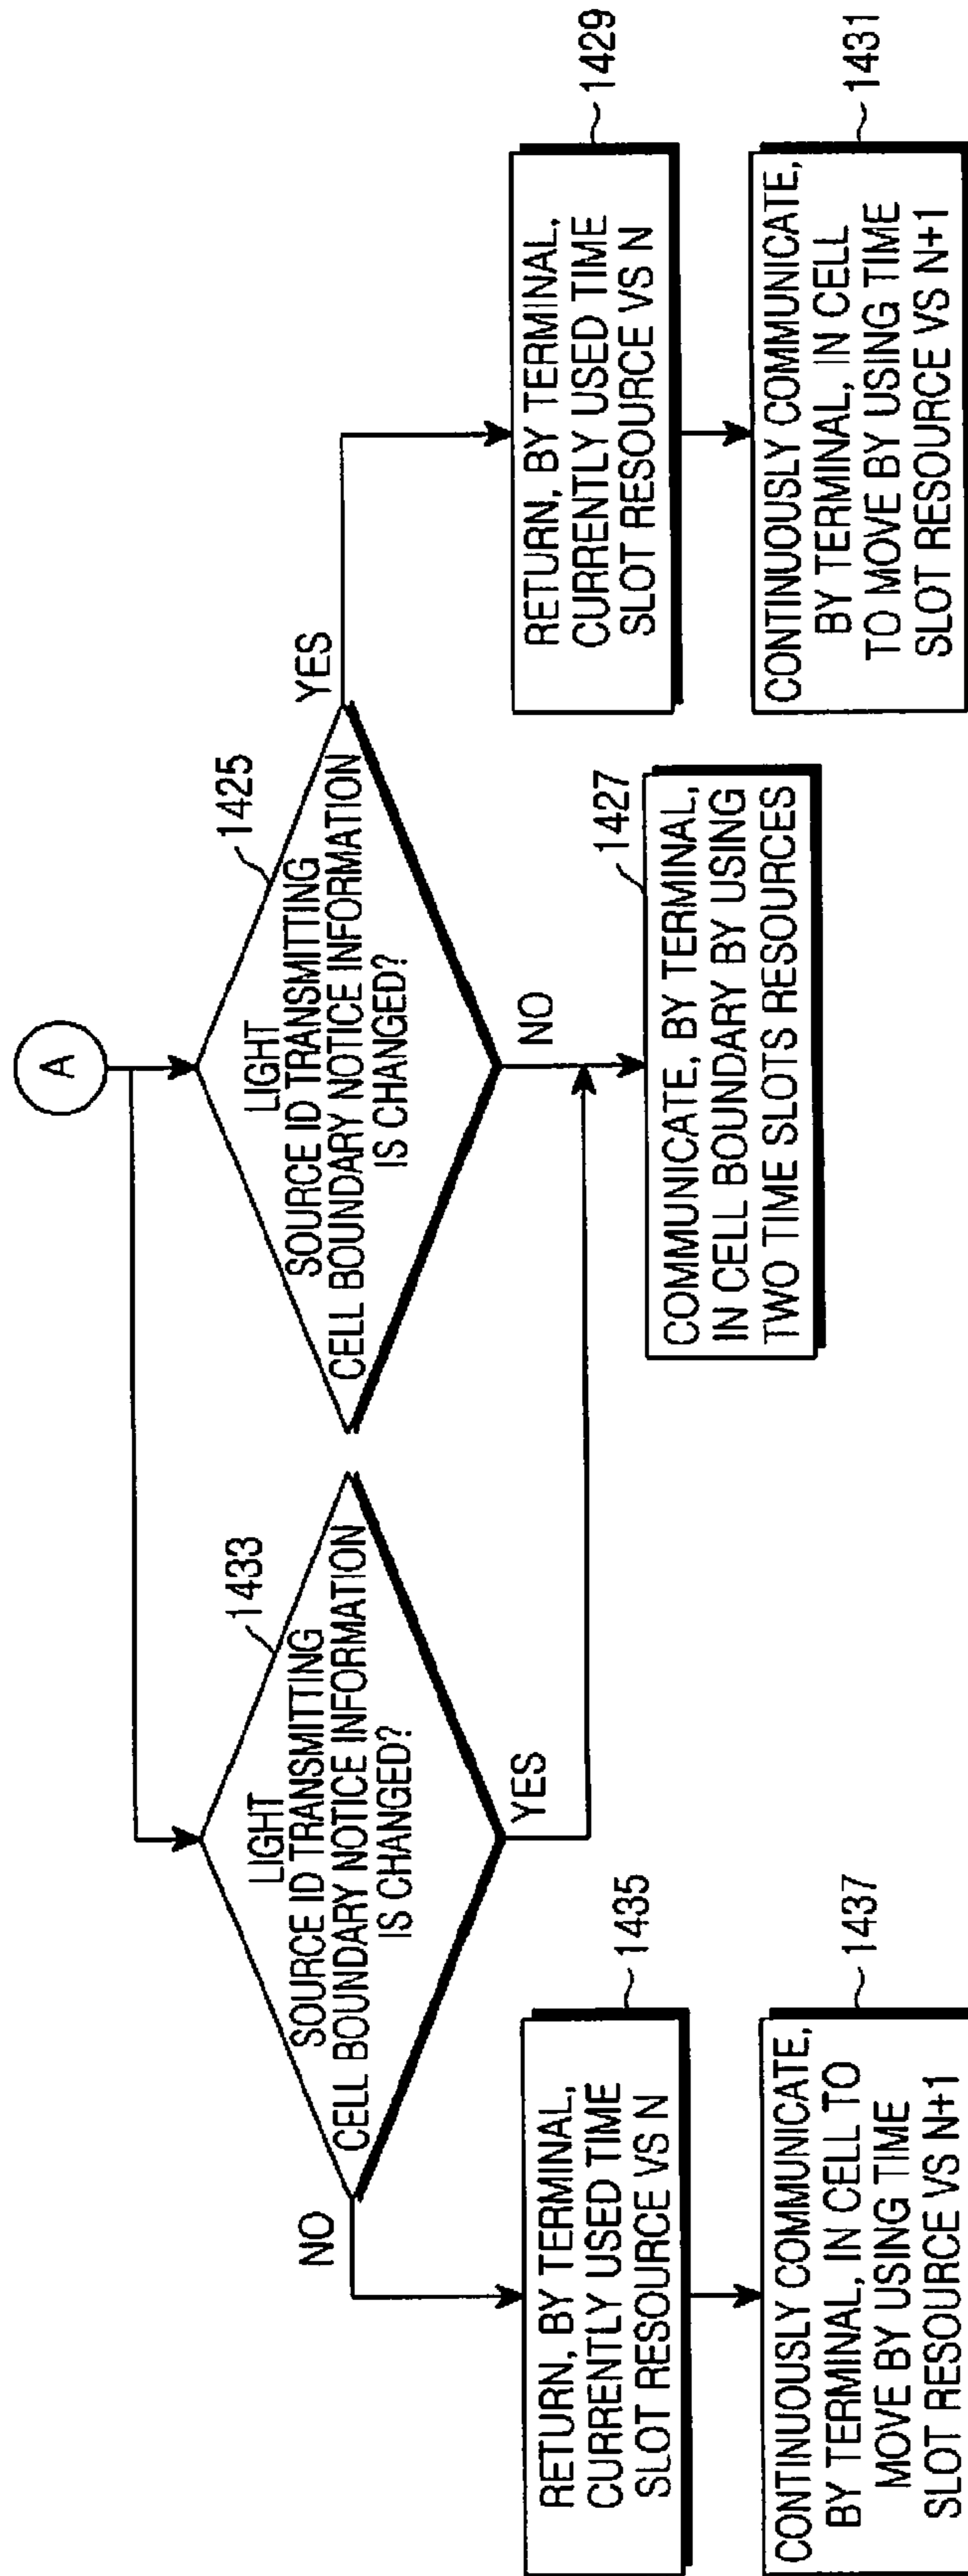 A
1433
LIGHT
SOURCE ID TRANSMITTING
CELL BOUNDARY NOTICE INFORMATION
IS CHANGED?
NO
YES
1425
LIGHT
SOURCE ID TRANSMITTING
CELL BOUNDARY NOTICE INFORMATION
IS CHANGED?
YES
NO
1435
RETURN, BY TERMINAL,
CURRENTLY USED TIME
SLOT RESOURCE VS N
1437
CONTINUOUSLY COMMUNICATE,
BY TERMINAL, IN CELL TO
MOVE BY USING TIME
SLOT RESOURCE VS N+1
1427
COMMUNICATE, BY TERMINAL,
IN CELL BOUNDARY BY USING
TWO TIME SLOTS RESOURCES
1429
RETURN, BY TERMINAL,
CURRENTLY USED TIME
SLOT RESOURCE VS N
1431
CONTINUOUSLY COMMUNICATE,
BY TERMINAL, IN CELL
TO MOVE BY USING TIME
SLOT RESOURCE VS N+1